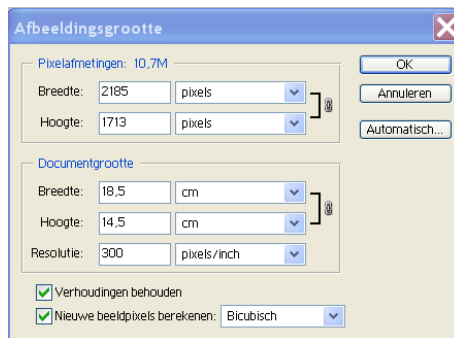 Afbeeldingsgrootte
Pixelafmetingen: 10,7M
Breedte: 2185 pixels
Hoogte: 1713 pixels
OK
Annuleren
Automatisch...
Documentgrootte
Breedte: 18,5 cm
Hoogte: 14,5 cm
Resolutie: 300 pixels/inch
Verhoudingen behouden
Nieuwe beeldpixels berekenen: Bicubisch